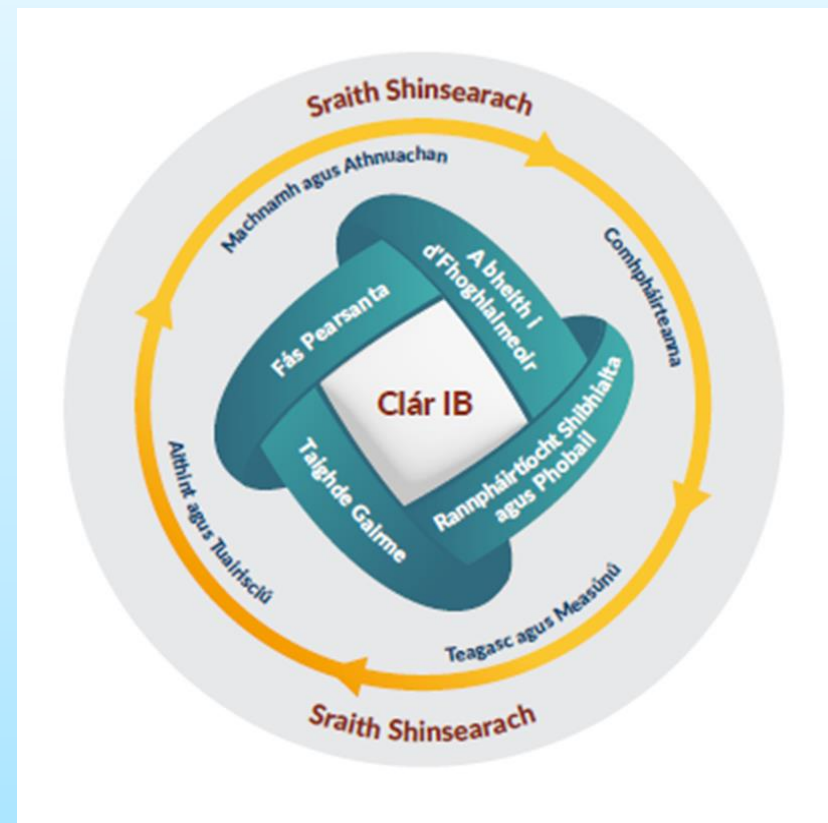 Sraith Shinsearach
Machnamh agus Athnuachan
Comhpháirteanna
A bheith i
d'Fhoghlaimeoir
Fás Pearsanta
Clár IB
Rannpháirtíocht Shibhialta
agus Phobail
Taighde Gairme
Aithint agus Tuairisciú
Teagasc agus Measúnú
Sraith Shinsearach